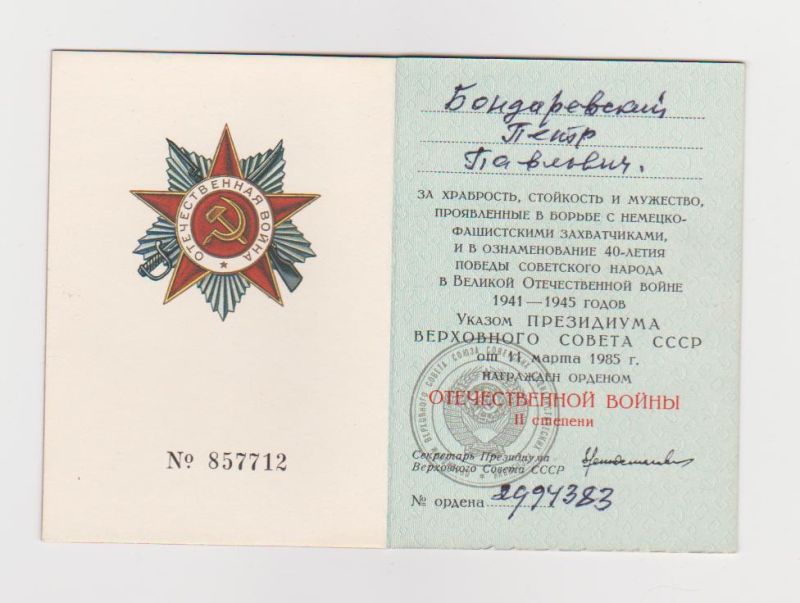 ОТЕЧЕСТВЕННАЯ ВОЙНА
№ 857712
Бондаревский
Петр
Павлович.
ЗА ХРАБРОСТЬ, СТОЙКОСТЬ И МУЖЕСТВО,
ПРОЯВЛЕННЫЕ В БОРЬБЕ С НЕМЕЦКО-
ФАШИСТСКИМИ ЗАХВАТЧИКАМИ,
И В ОЗНАМЕНОВАНИЕ 40-ЛЕТИЯ
ПОБЕДЫ СОВЕТСКОГО НАРОДА
В ВЕЛИКОЙ ОТЕЧЕСТВЕННОЙ ВОЙНЕ
1941—1945 ГОДОВ
УКАЗОМ ПРЕЗИДИУМА
ВЕРХОВНОГО СОВЕТА СССР
от 11 марта 1985 г.
НАГРАЖДЕН ОРДЕНОМ
ОТЕЧЕСТВЕННОЙ ВОЙНЫ
II степени
Секретарь Президиума
Верховного Совета СССР
№ ордена 2994383